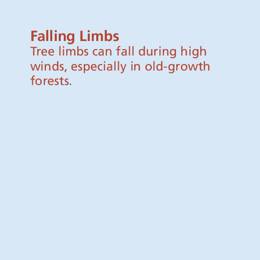 Falling Limbs
Tree limbs can fall during high
winds, especially in old-growth
forests.